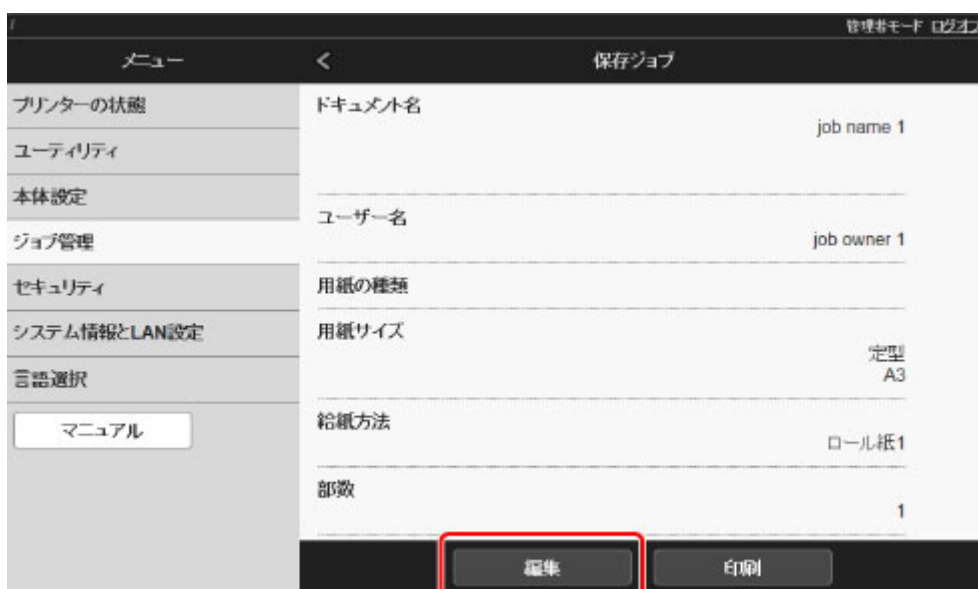 /
管理者モード ログオフ
メニュー
<
保存ジョブ
プリンターの状態
ユーティリティ
本体設定
ジョブ管理
セキュリティ
システム情報とLAN設定
言語選択
マニュアル
ドキュメント名
job name 1
ユーザー名
job owner 1
用紙の種類
用紙サイズ
定型
A3
給紙方法
ロール紙1
部数
1
編集
印刷